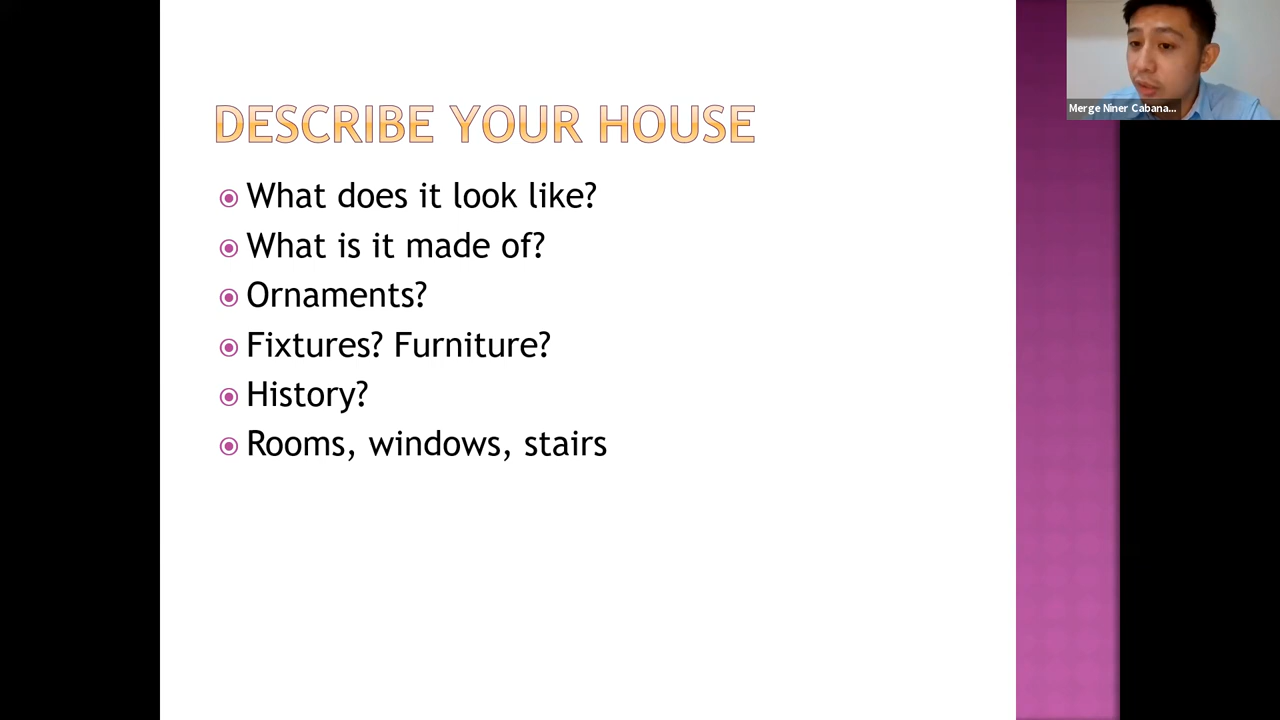 DESCRIBE YOUR HOUSE
What does it look like?
What is it made of?
Ornaments?
Fixtures? Furniture?
History?
Rooms, windows, stairs
Merge Niner Cabana...